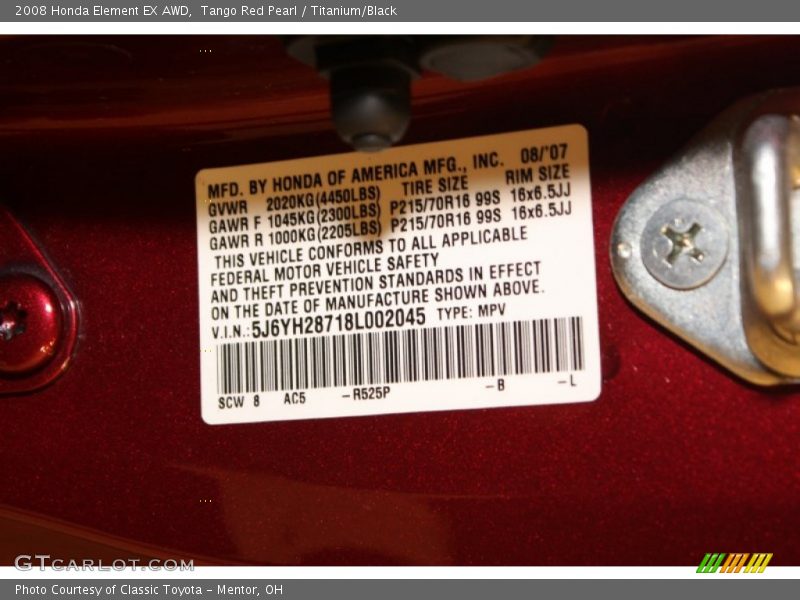 2008 Honda Element EX AWD,  Tango Red Pearl / Titanium/Black
MFD. BY HONDA OF AMERICA MFG., INC.  08/'07
GVWR  2020KG(4450LBS)  TIRE SIZE  RIM SIZE
GAWR F 1045KG(2300LBS)  P215/70R16 99S  16x6.5JJ
GAWR R 1000KG(2205LBS)  P215/70R16 99S  16x6.5JJ
THIS VEHICLE CONFORMS TO ALL APPLICABLE
FEDERAL MOTOR VEHICLE SAFETY
AND THEFT PREVENTION STANDARDS IN EFFECT
ON THE DATE OF MANUFACTURE SHOWN ABOVE.
V.I.N.:5J6YH28718L002045  TYPE: MPV
SCW 8  AC5  -R525P  -B  -L
GTcarlot.com
Photo Courtesy of Classic Toyota - Mentor, OH